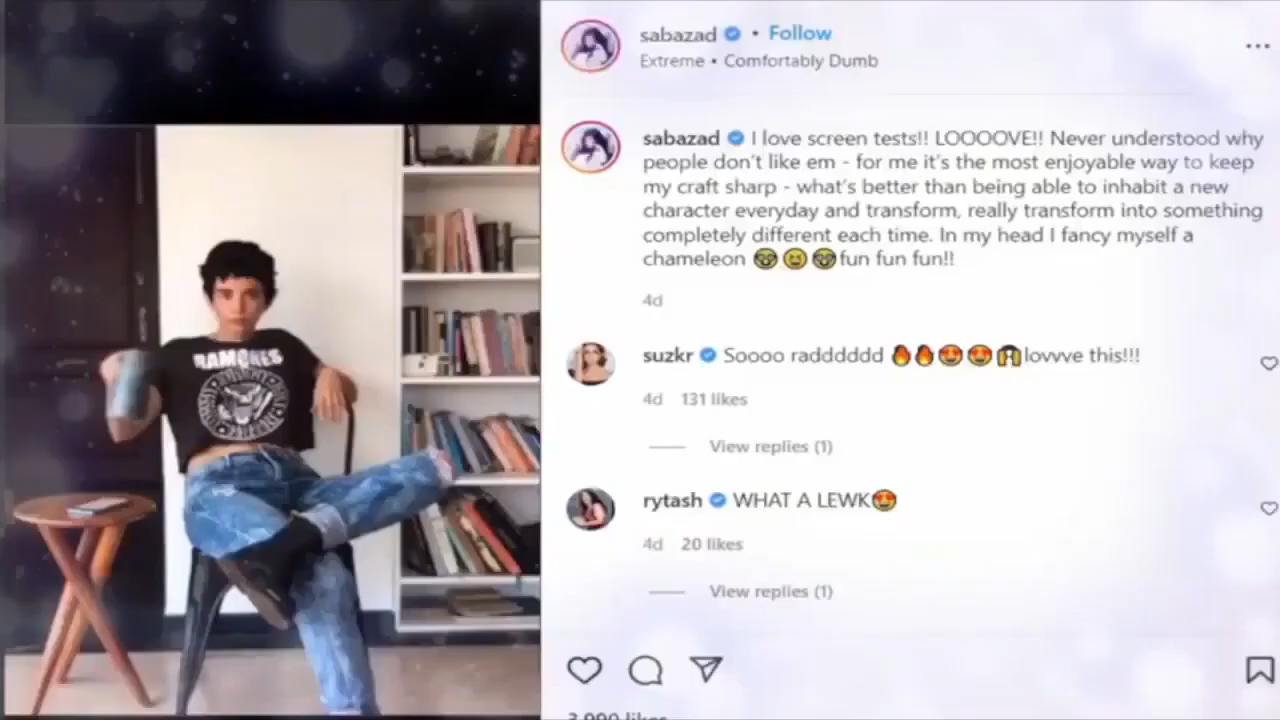 sabazad • Follow
Extreme • Comfortably Dumb
sabazad I love screen tests!! LOOOOVE!! Never understood why
people don't like em - for me it's the most enjoyable way to keep
my craft sharp - what's better than being able to inhabit a new
character everyday and transform, really transform into something
completely different each time. In my head I fancy myself a
chameleon 🤓😆🤓fun fun fun!!
4d
suzkr Soooo radddddd 🔥🔥😍😍🙌lovvve this!!!
4d 131 likes
View replies (1)
rytash WHAT A LEWK😍
4d 20 likes
View replies (1)
3,990 likes
RAMONES